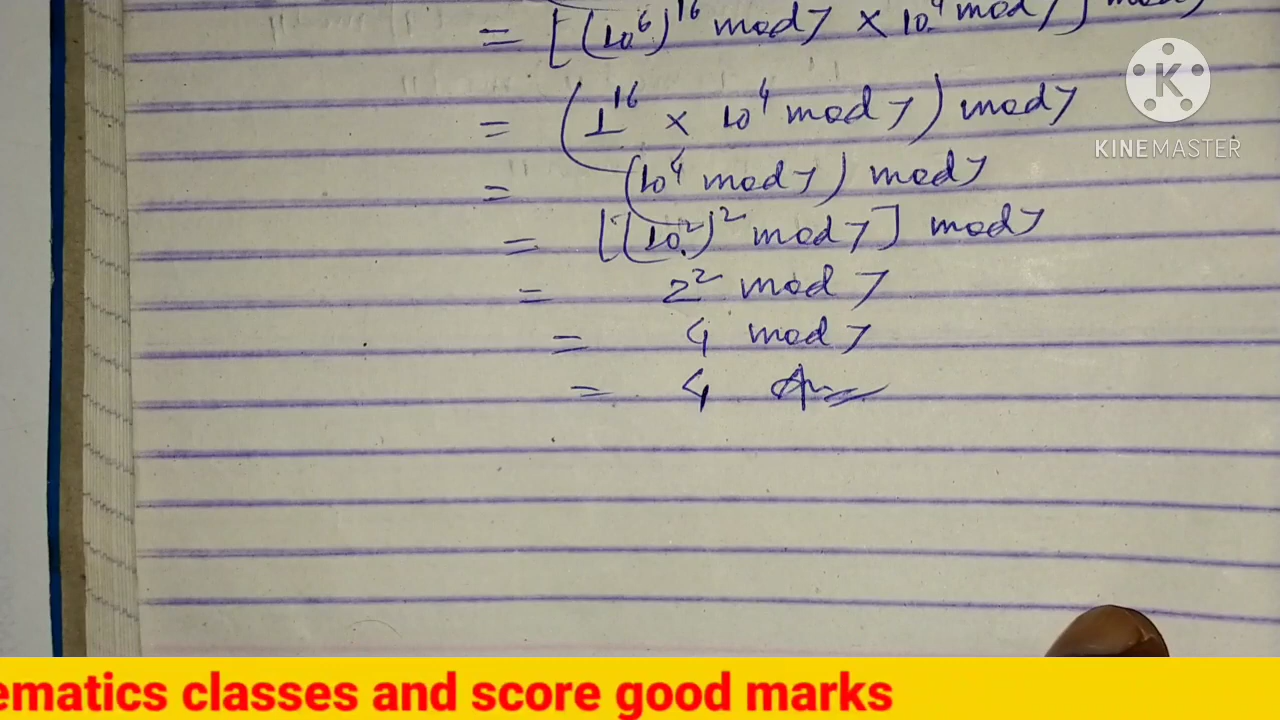 = [(10⁶)¹⁶ mod 7 × 10⁴ mod 7] mod 7
K
KINEMASTER
= (1¹⁶ × 10⁴ mod 7) mod 7
= (10⁴ mod 7) mod 7
= [(10²)² mod 7] mod 7
= 2² mod 7
= 4 mod 7
= 4 Ans
ematics classes and score good marks